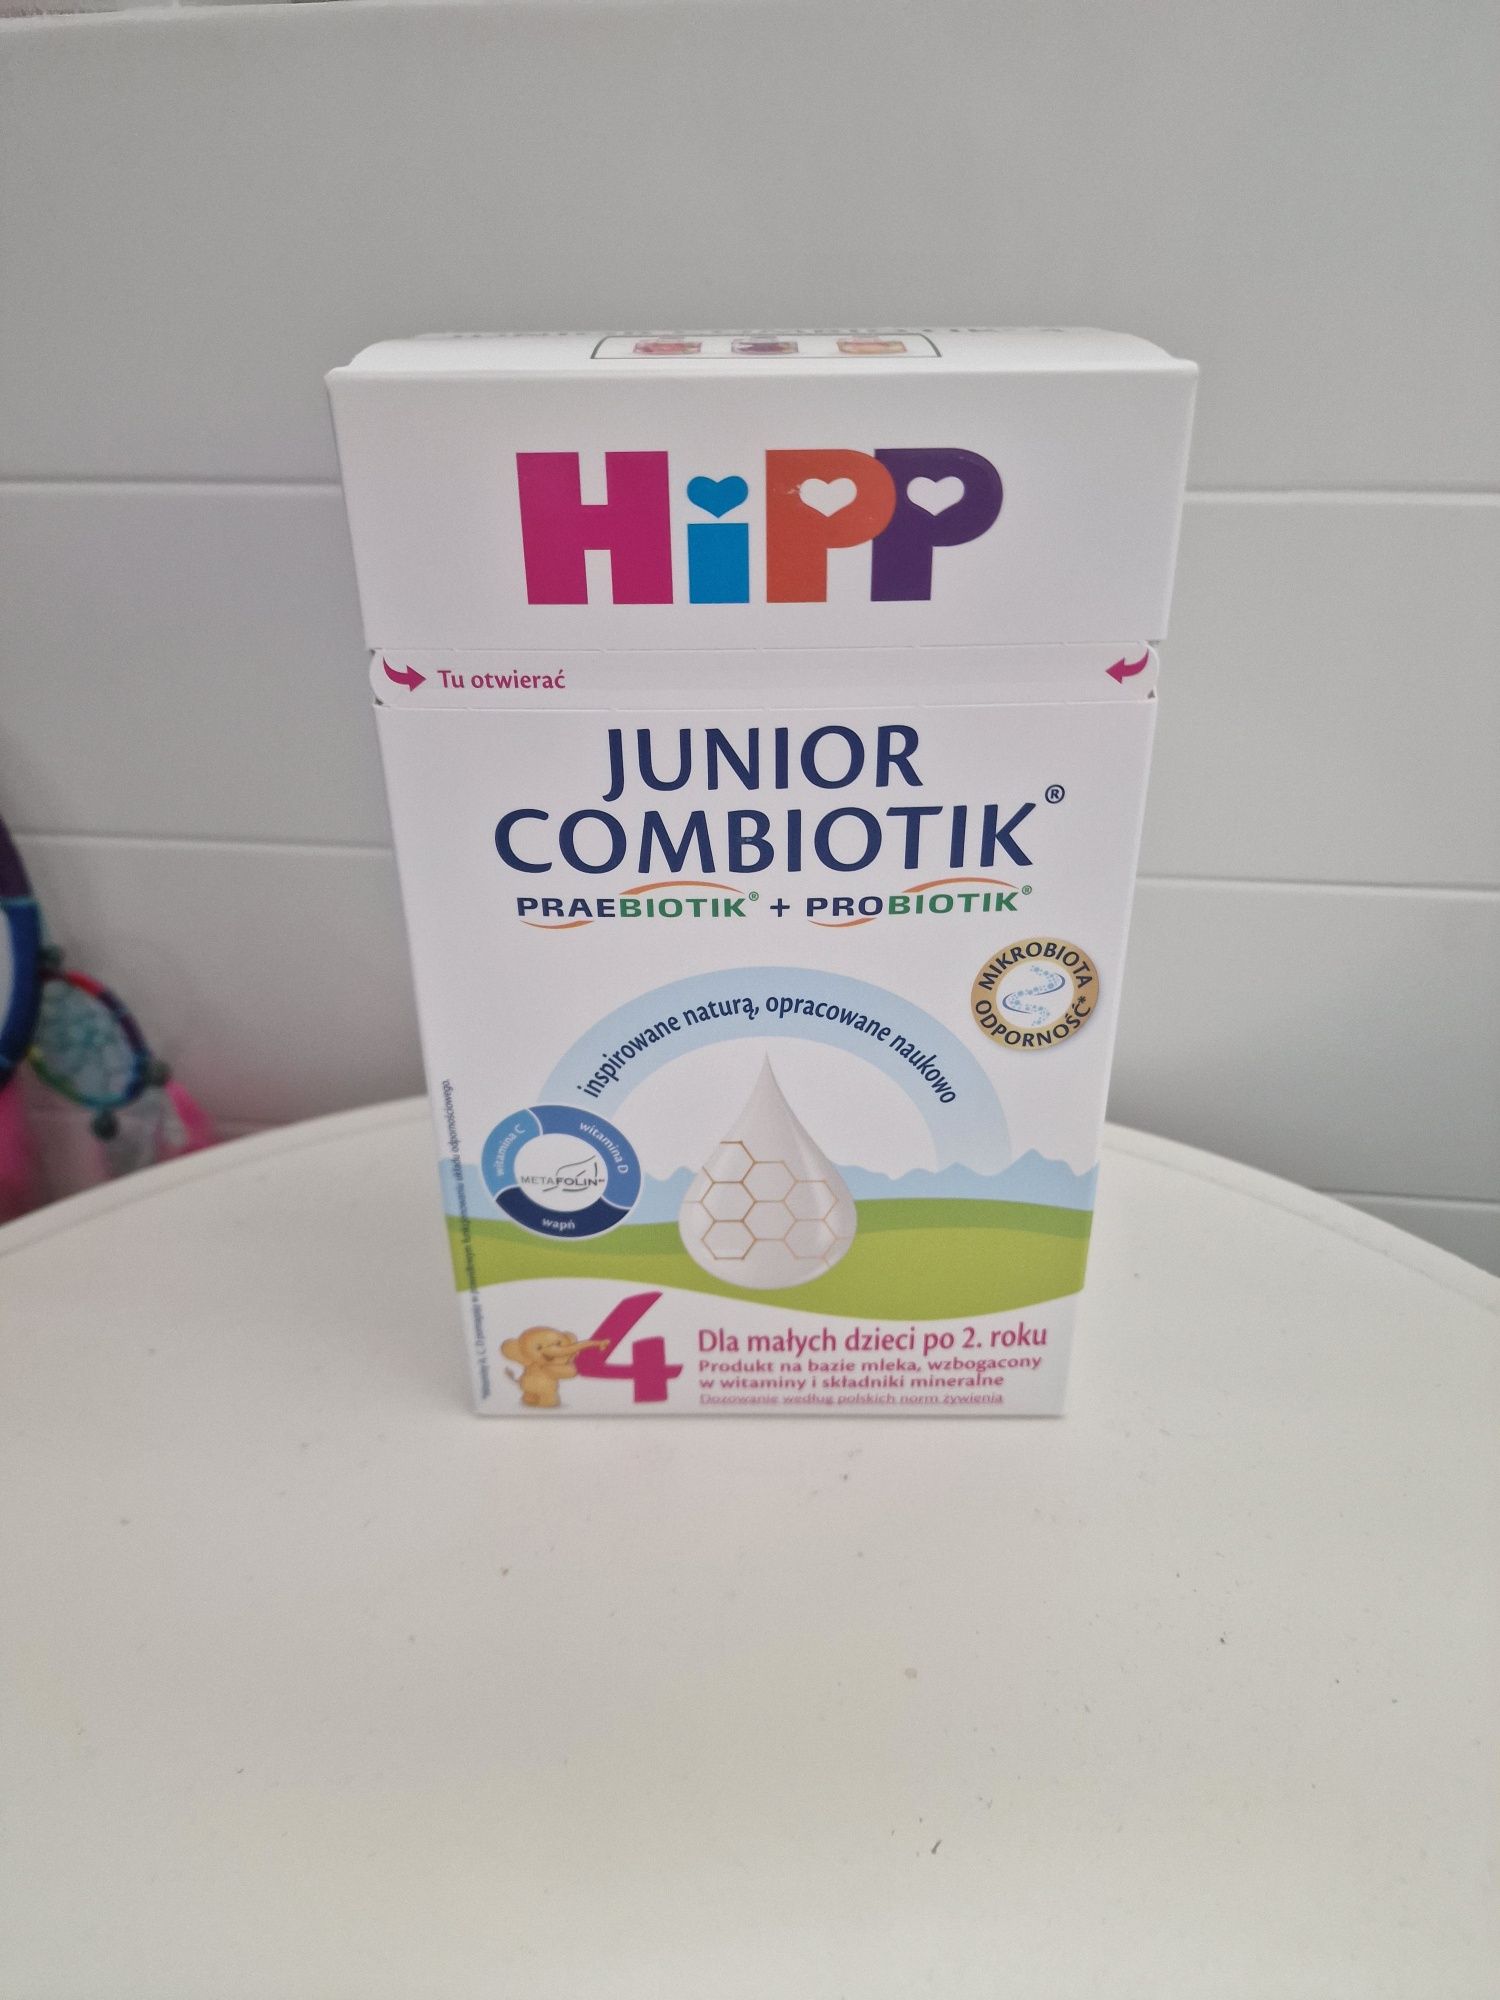 HiPP
Tu otwierać
JUNIOR
COMBIOTIK®
PRAEBIOTIK® + PROBIOTIK®
MIKROBIOTA
ODPORNOŚĆ*
inspirowane naturą, opracowane naukowo
witamina C
witamina D
METAFOLIN
wapń
4
Dla małych dzieci po 2. roku
Produkt na bazie mleka, wzbogacony
w witaminy i składniki mineralne
Dozowanie według polskich norm żywienia